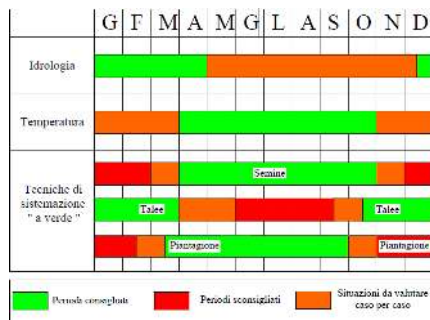 G F M A M G L A S O N D
Idrologia
Temperatura
Tecniche di
sistemazione
" a verde "
Semine
Talee Talee
Piantagione Piantagione
Periodi consigliati Periodi sconsigliati Situazioni da valutare
caso per caso